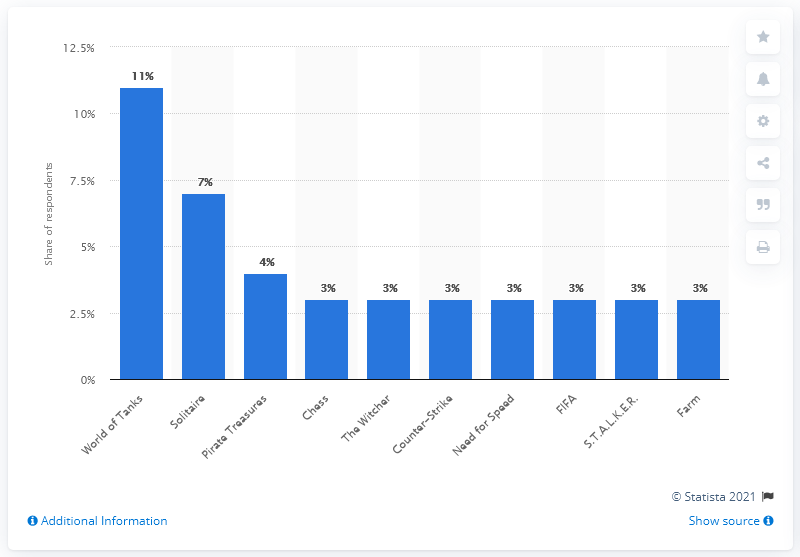 12.5%
10%
7.5%
5%
2.5%
0%
Share of respondents
11%
7%
4%
3%
3%
3%
3%
3%
3%
3%
World of Tanks
Solitaire
Pirate Treasures
Chess
The Witcher
Counter-Strike
Need for Speed
FIFA
S.T.A.L.K.E.R.
Farm
© Statista 2021
Additional Information
Show source